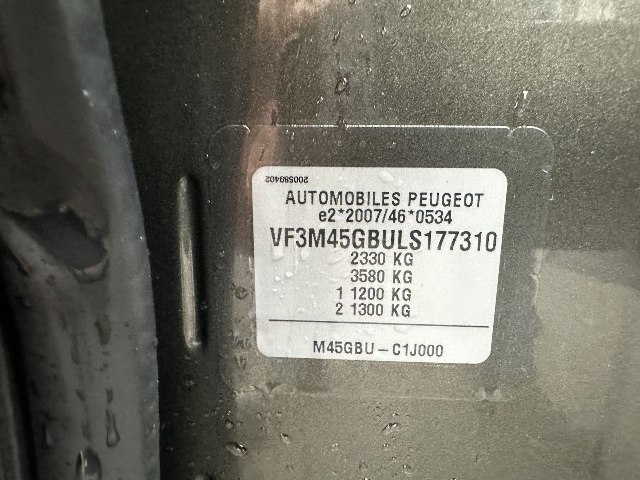 200589402
AUTOMOBILES PEUGEOT
e2*2007/46*0534
VF3M45GBULS177310
2330 KG
3580 KG
1 1200 KG
2 1300 KG
M45GBU - C1J000